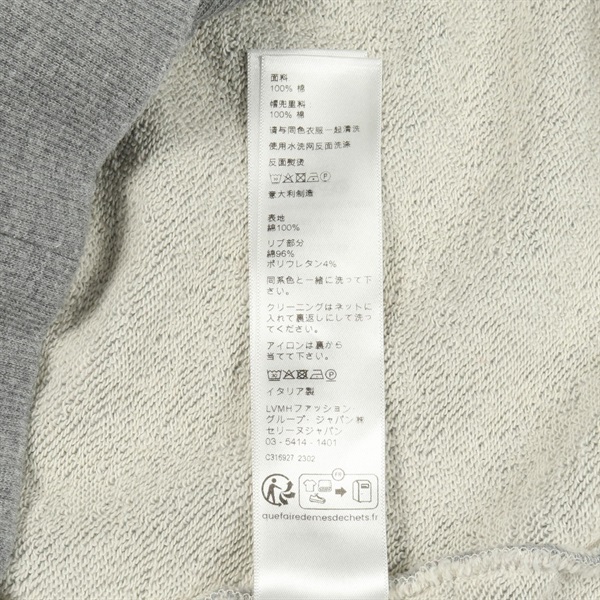 面料
100% 棉
帽兜里料
100% 棉
请与同色衣服一起清洗
使用水洗网反面洗涤
反面熨烫
意大利制造
表地
綿100%
リブ部分
綿96%
ポリウレタン4%
同系色と一緒に洗って下
さい。
クリーニングはネットに
入れて裏返しにして洗っ
てください。
アイロンは裏から
当てて下さい。
イタリア製
LVMHファッション
グループ・ジャパン㈱
セリーヌジャパン
03 - 5414 - 1401
C316927 2302
FR
quefairedemesdechets.fr